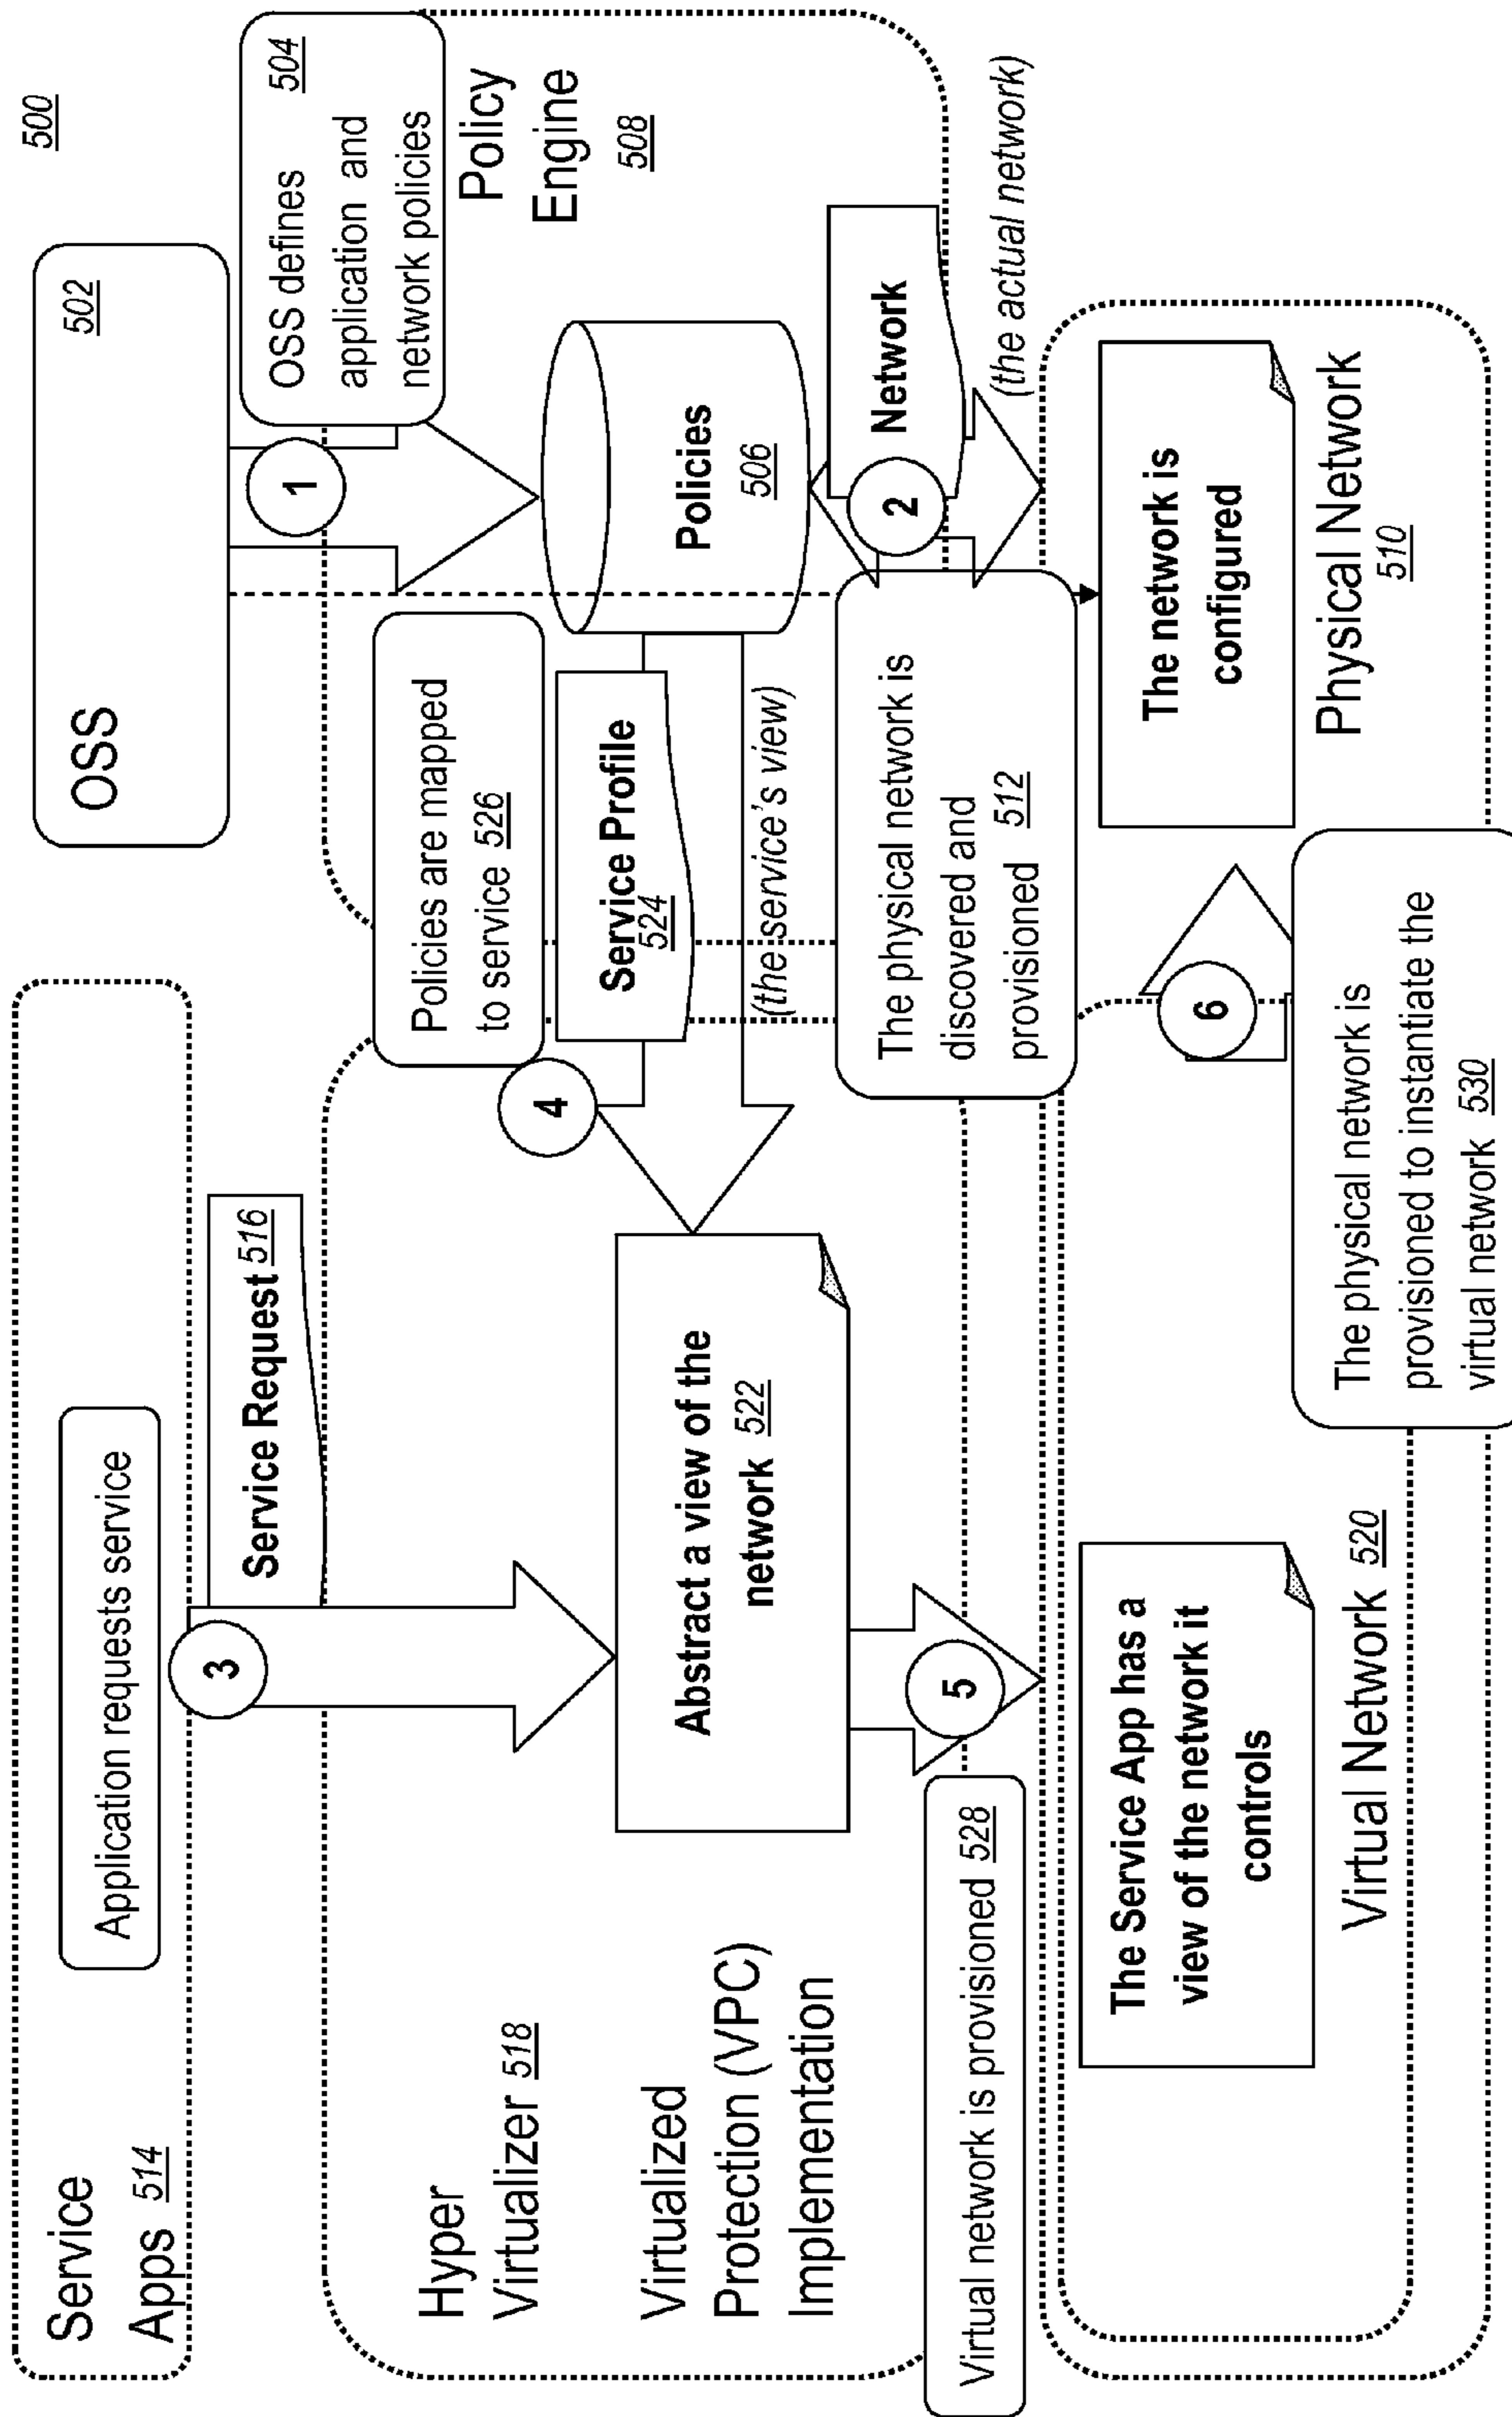 500
Service
Apps 514
Application requests service
3
Service Request 516
OSS
502
1
OSS defines 504
application and
network policies
Policy
Engine
508
Policies
506
Policies are mapped
to service 526
4
Service Profile
524
(the service's view)
Hyper
Virtualizer 518
Virtualized
Protection (VPC)
Implementation
Abstract a view of the
network 522
2
Network
(the actual network)
The physical network is
discovered and
provisioned 512
5
Virtual network is provisioned 528
The Service App has a
view of the network it
controls
Virtual Network 520
6
The physical network is
provisioned to instantiate the
virtual network 530
The network is
configured
Physical Network
510